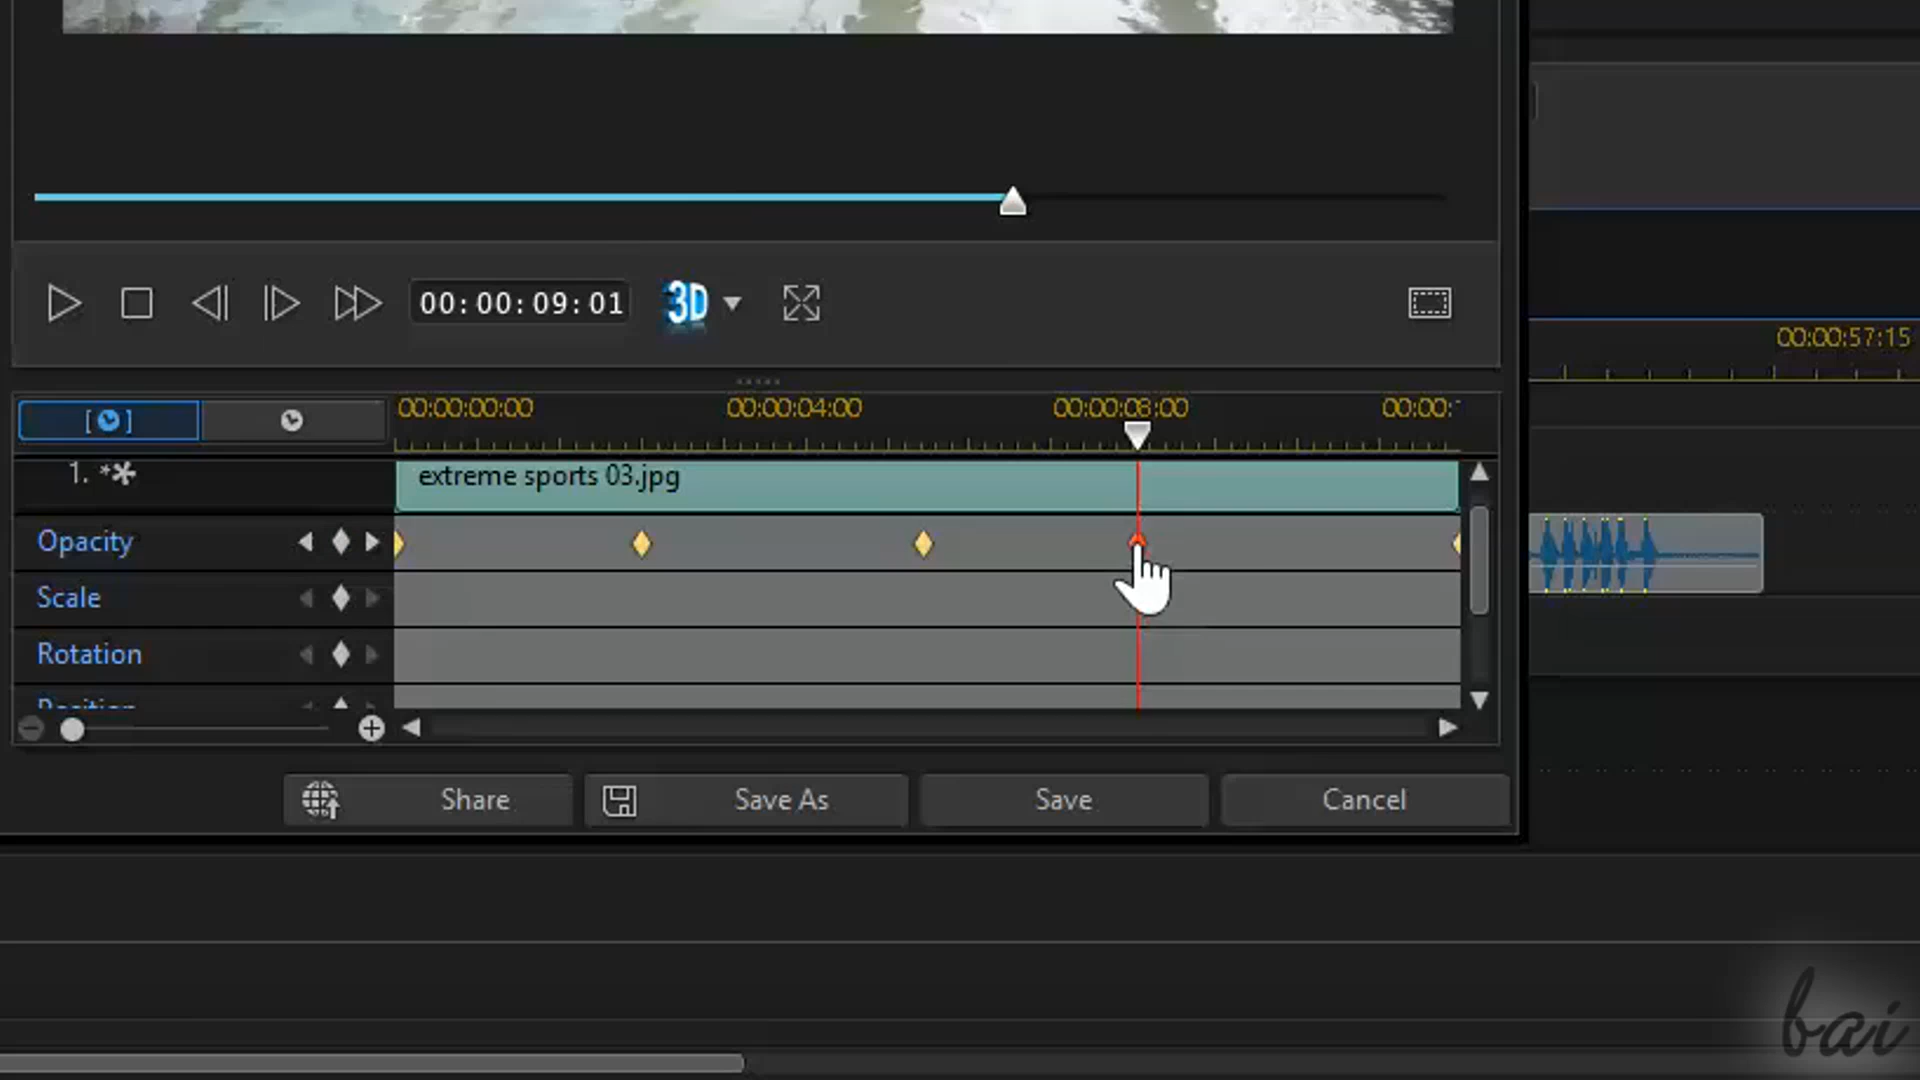 00:00:09:01 3D
00:00:57:15
00:00:00:00 00:00:04:00 00:00:08:00 00:00:
1. extreme sports 03.jpg
Opacity
Scale
Rotation
Position
Share Save As Save Cancel
bai